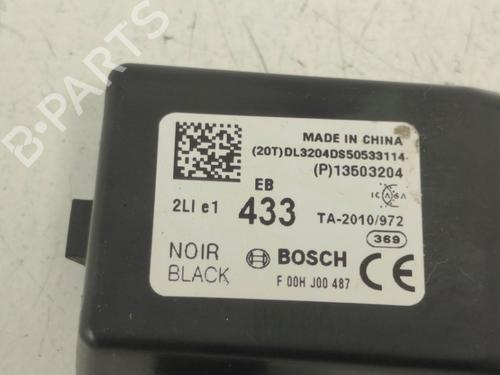 MADE IN CHINA
(20T)DL3204DS50533114
(P)13503204
EB
2LI e1 433
ICASA
TA-2010/972
369
NOIR
BLACK
BOSCH
CE
F 00H J00 487
B-PARTS